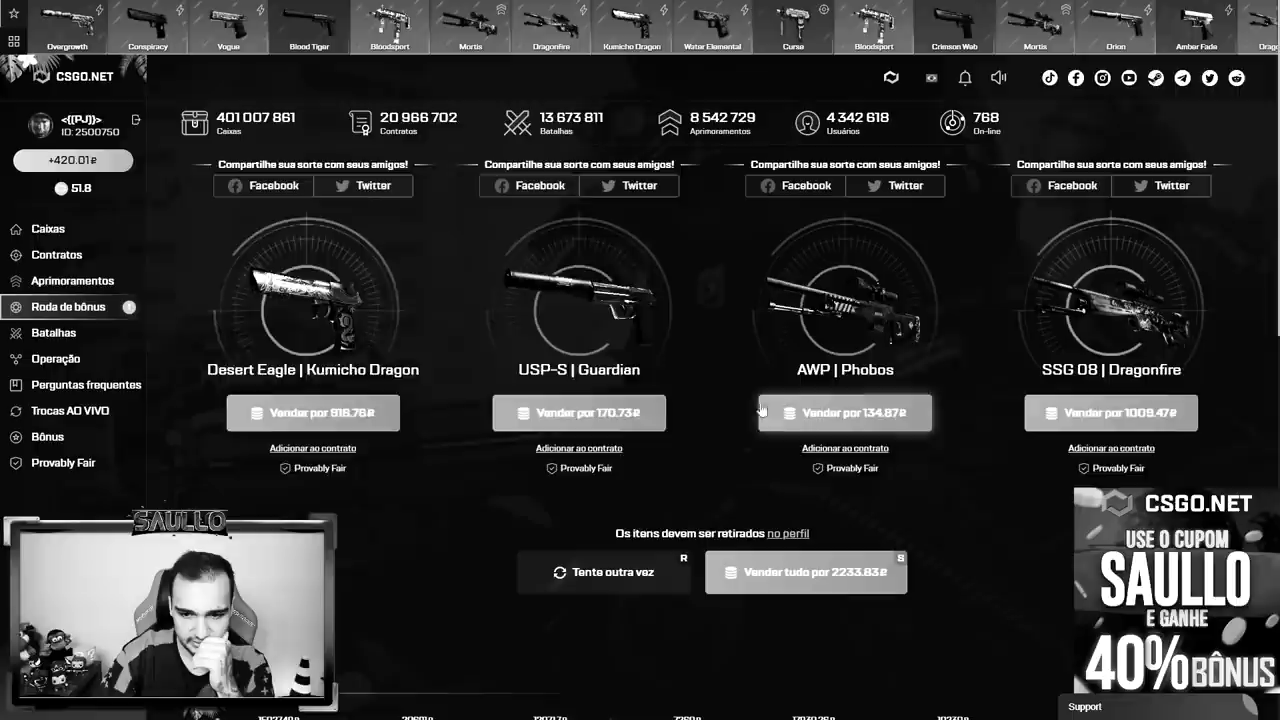 Overgrowth
Conspiracy
Vogue
Blood Tiger
Bloodsport
Mortis
Dragonfire
Kumicho Dragon
Water Elemental
Curse
Bloodsport
Crimson Web
Mortis
Orion
Amber Fade
CSGO.NET
<((PJ))>
ID: 2500750
+420.01₽
51.8
401 007 861
Caixas
20 966 702
Contratos
13 673 811
Batalhas
8 542 729
Aprimoramentos
4 342 618
Usuários
768
On-line
Caixas
Contratos
Aprimoramentos
Roda de bônus
Batalhas
Operação
Perguntas frequentes
Trocas AO VIVO
Bônus
Provably Fair
Compartilhe sua sorte com seus amigos!
Facebook Twitter
Desert Eagle | Kumicho Dragon
Vender por 918.76₽
Adicionar ao contrato
Provably Fair
Compartilhe sua sorte com seus amigos!
Facebook Twitter
USP-S | Guardian
Vender por 170.73₽
Adicionar ao contrato
Provably Fair
Compartilhe sua sorte com seus amigos!
Facebook Twitter
AWP | Phobos
Vender por 134.87₽
Adicionar ao contrato
Provably Fair
Compartilhe sua sorte com seus amigos!
Facebook Twitter
SSG 08 | Dragonfire
Vender por 1009.47₽
Adicionar ao contrato
Provably Fair
Os itens devem ser retirados no perfil
Tente outra vez R
Vender tudo por 2233.83₽ S
SAULLO
CSGO.NET
USE O CUPOM
SAULLO
E GANHE
40% BÔNUS
Support